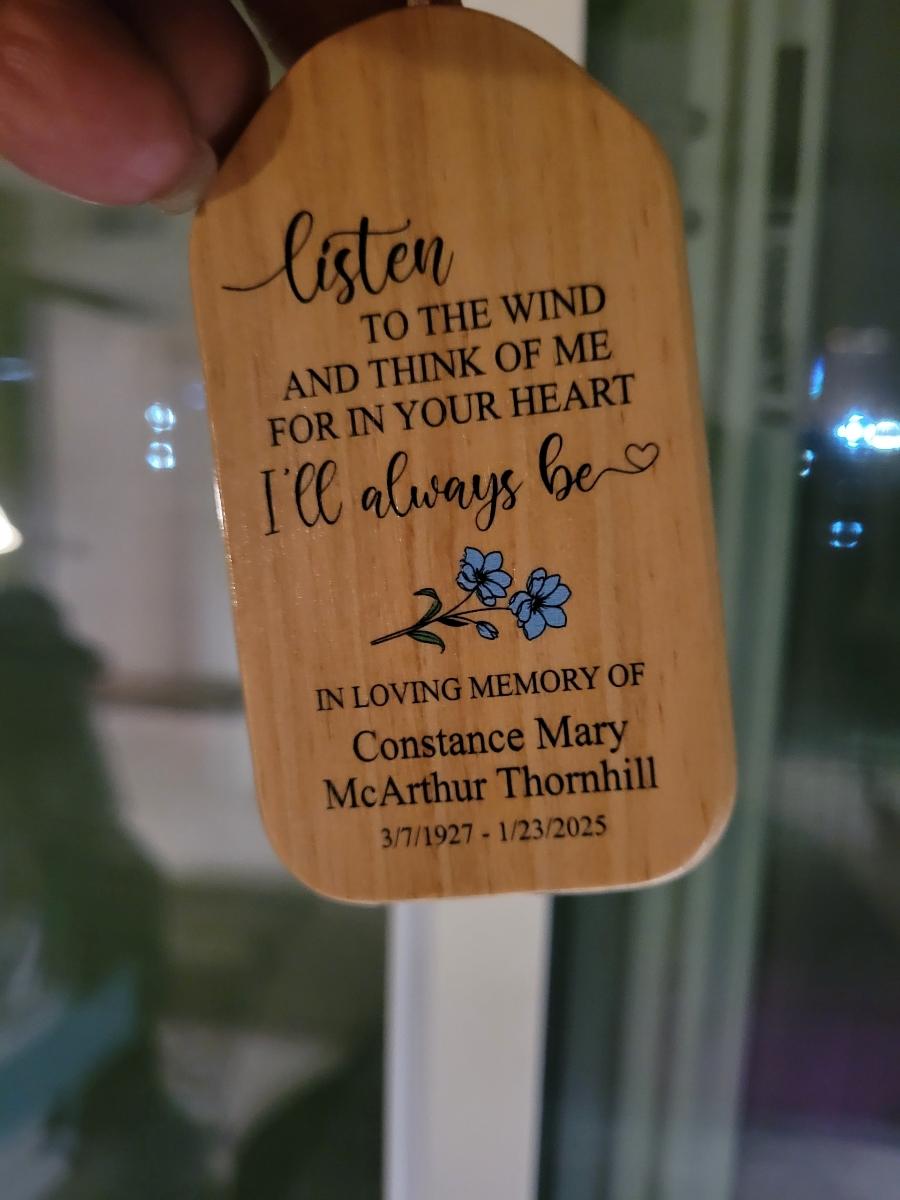 listen
TO THE WIND
AND THINK OF ME
FOR IN YOUR HEART
I'll always be
IN LOVING MEMORY OF
Constance Mary
McArthur Thornhill
3/7/1927 - 1/23/2025